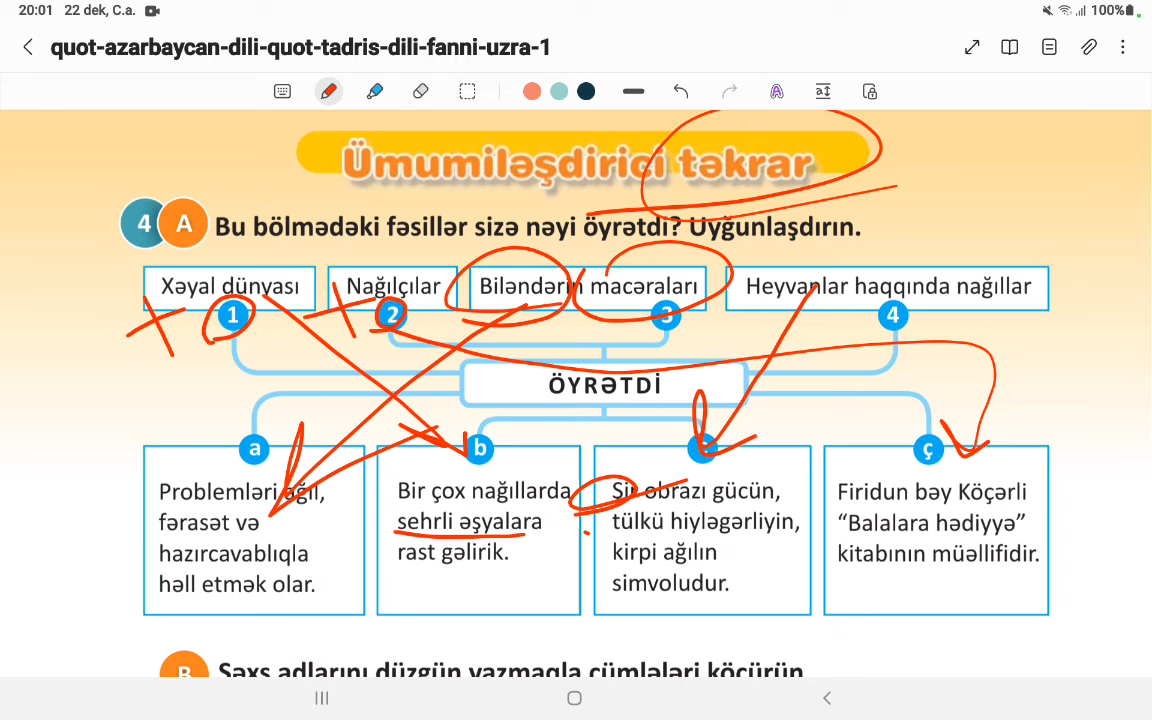 20:01 22 dek, C.a. 100%
quot-azarbaycan-dili-quot-tadris-dili-fanni-uzra-1
Ümumiləşdirici təkrar
4 A Bu bölmədəki fəsillər sizə nəyi öyrətdi? Uyğunlaşdırın.
Xəyal dünyası
1
Nağılçılar
2
Biləndərin macəraları
3
Heyvanlar haqqında nağıllar
4
ÖYRƏTDİ
a
Problemləri ağıl,
fərasət və
hazırcavablıqla
həll etmək olar.
b
Bir çox nağıllarda
sehrli əşyalara
rast gəlirik.
Şir obrazı gücün,
tülkü hiyləgərliyin,
kirpi ağılın
simvoludur.
ç
Firidun bəy Köçərli
“Balalara hədiyyə”
kitabının müəllifidir.
B Şəxs adlarını düzgün yazmaqla cümlələri köçürün